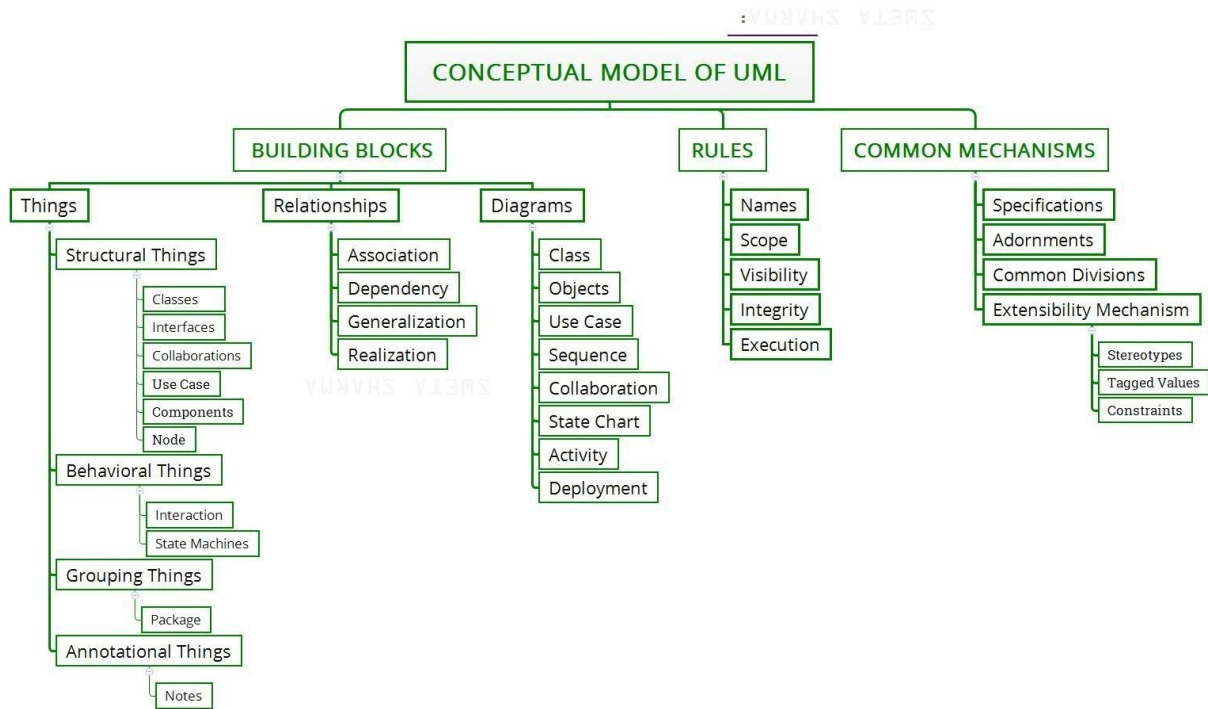 CONCEPTUAL MODEL OF UML
BUILDING BLOCKS
RULES
COMMON MECHANISMS
Things
Relationships
Diagrams
Structural Things
Classes
Interfaces
Collaborations
Use Case
Components
Node
Behavioral Things
Interaction
State Machines
Grouping Things
Package
Annotational Things
Notes
Association
Dependency
Generalization
Realization
Class
Objects
Use Case
Sequence
Collaboration
State Chart
Activity
Deployment
Names
Scope
Visibility
Integrity
Execution
Specifications
Adornments
Common Divisions
Extensibility Mechanism
Stereotypes
Tagged Values
Constraints